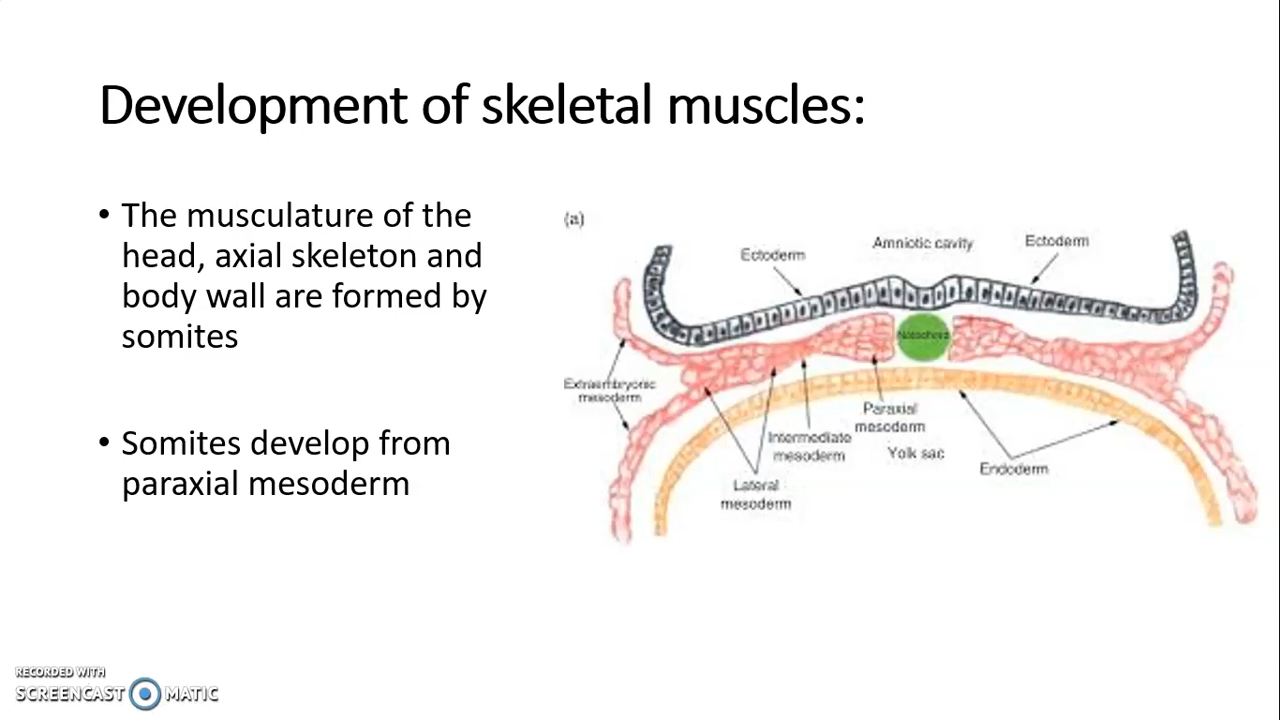 Development of skeletal muscles:
• The musculature of the
head, axial skeleton and
body wall are formed by
somites
• Somites develop from
paraxial mesoderm
(a)
Amniotic cavity
Ectoderm
Ectoderm
Notochord
Extraembryonic
mesoderm
Paraxial
mesoderm
Intermediate
mesoderm
Yolk sac
Endoderm
Lateral
mesoderm
RECORDED WITH
SCREENCAST MATIC